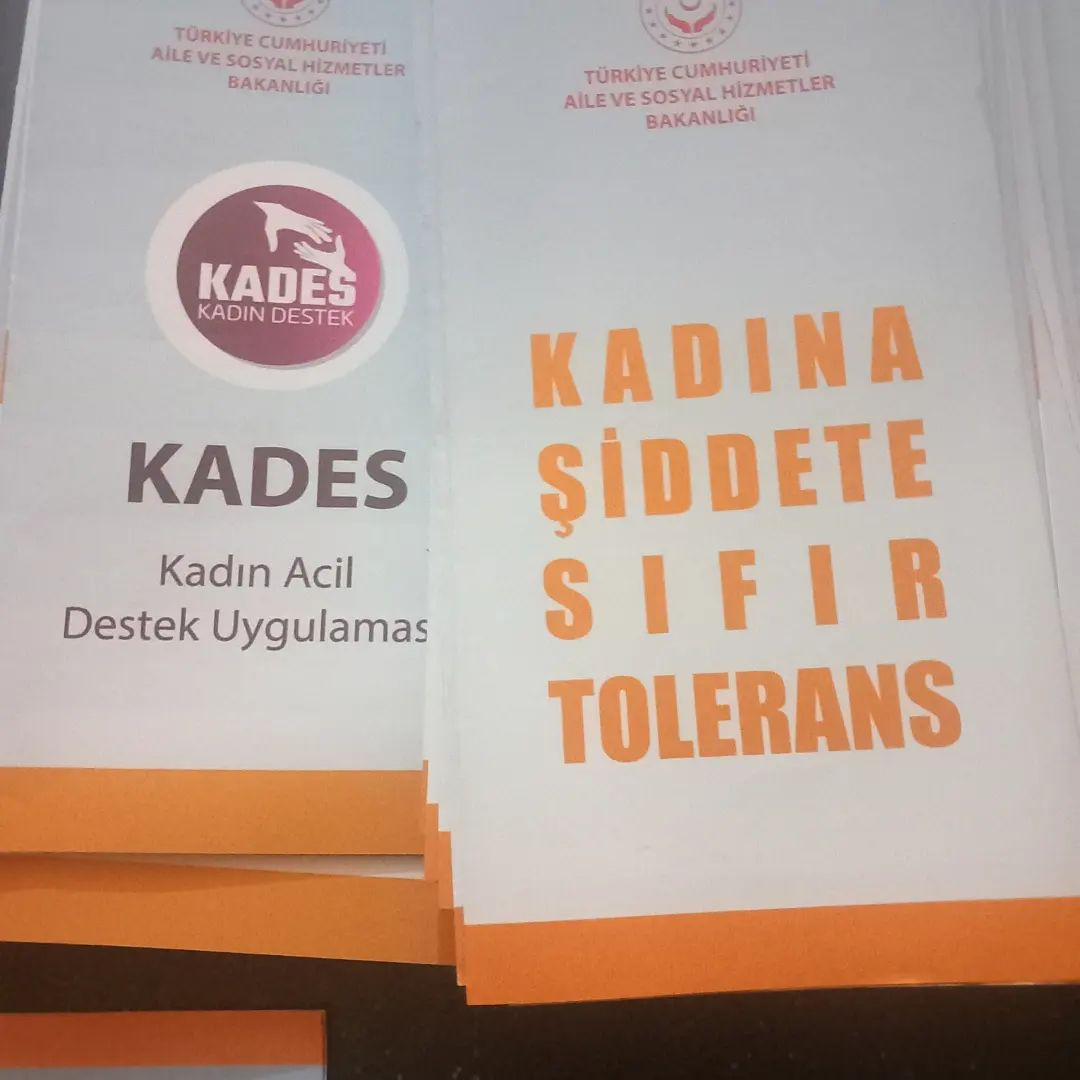 TÜRKİYE CUMHURİYETİ
AİLE VE SOSYAL HİZMETLER
BAKANLIĞI
KADES
KADIN DESTEK
KADES
Kadın Acil
Destek Uygulamas
TÜRKİYE CUMHURİYETİ
AİLE VE SOSYAL HİZMETLER
BAKANLIĞI
KADINA
ŞİDDETE
SIFIR
TOLERANS